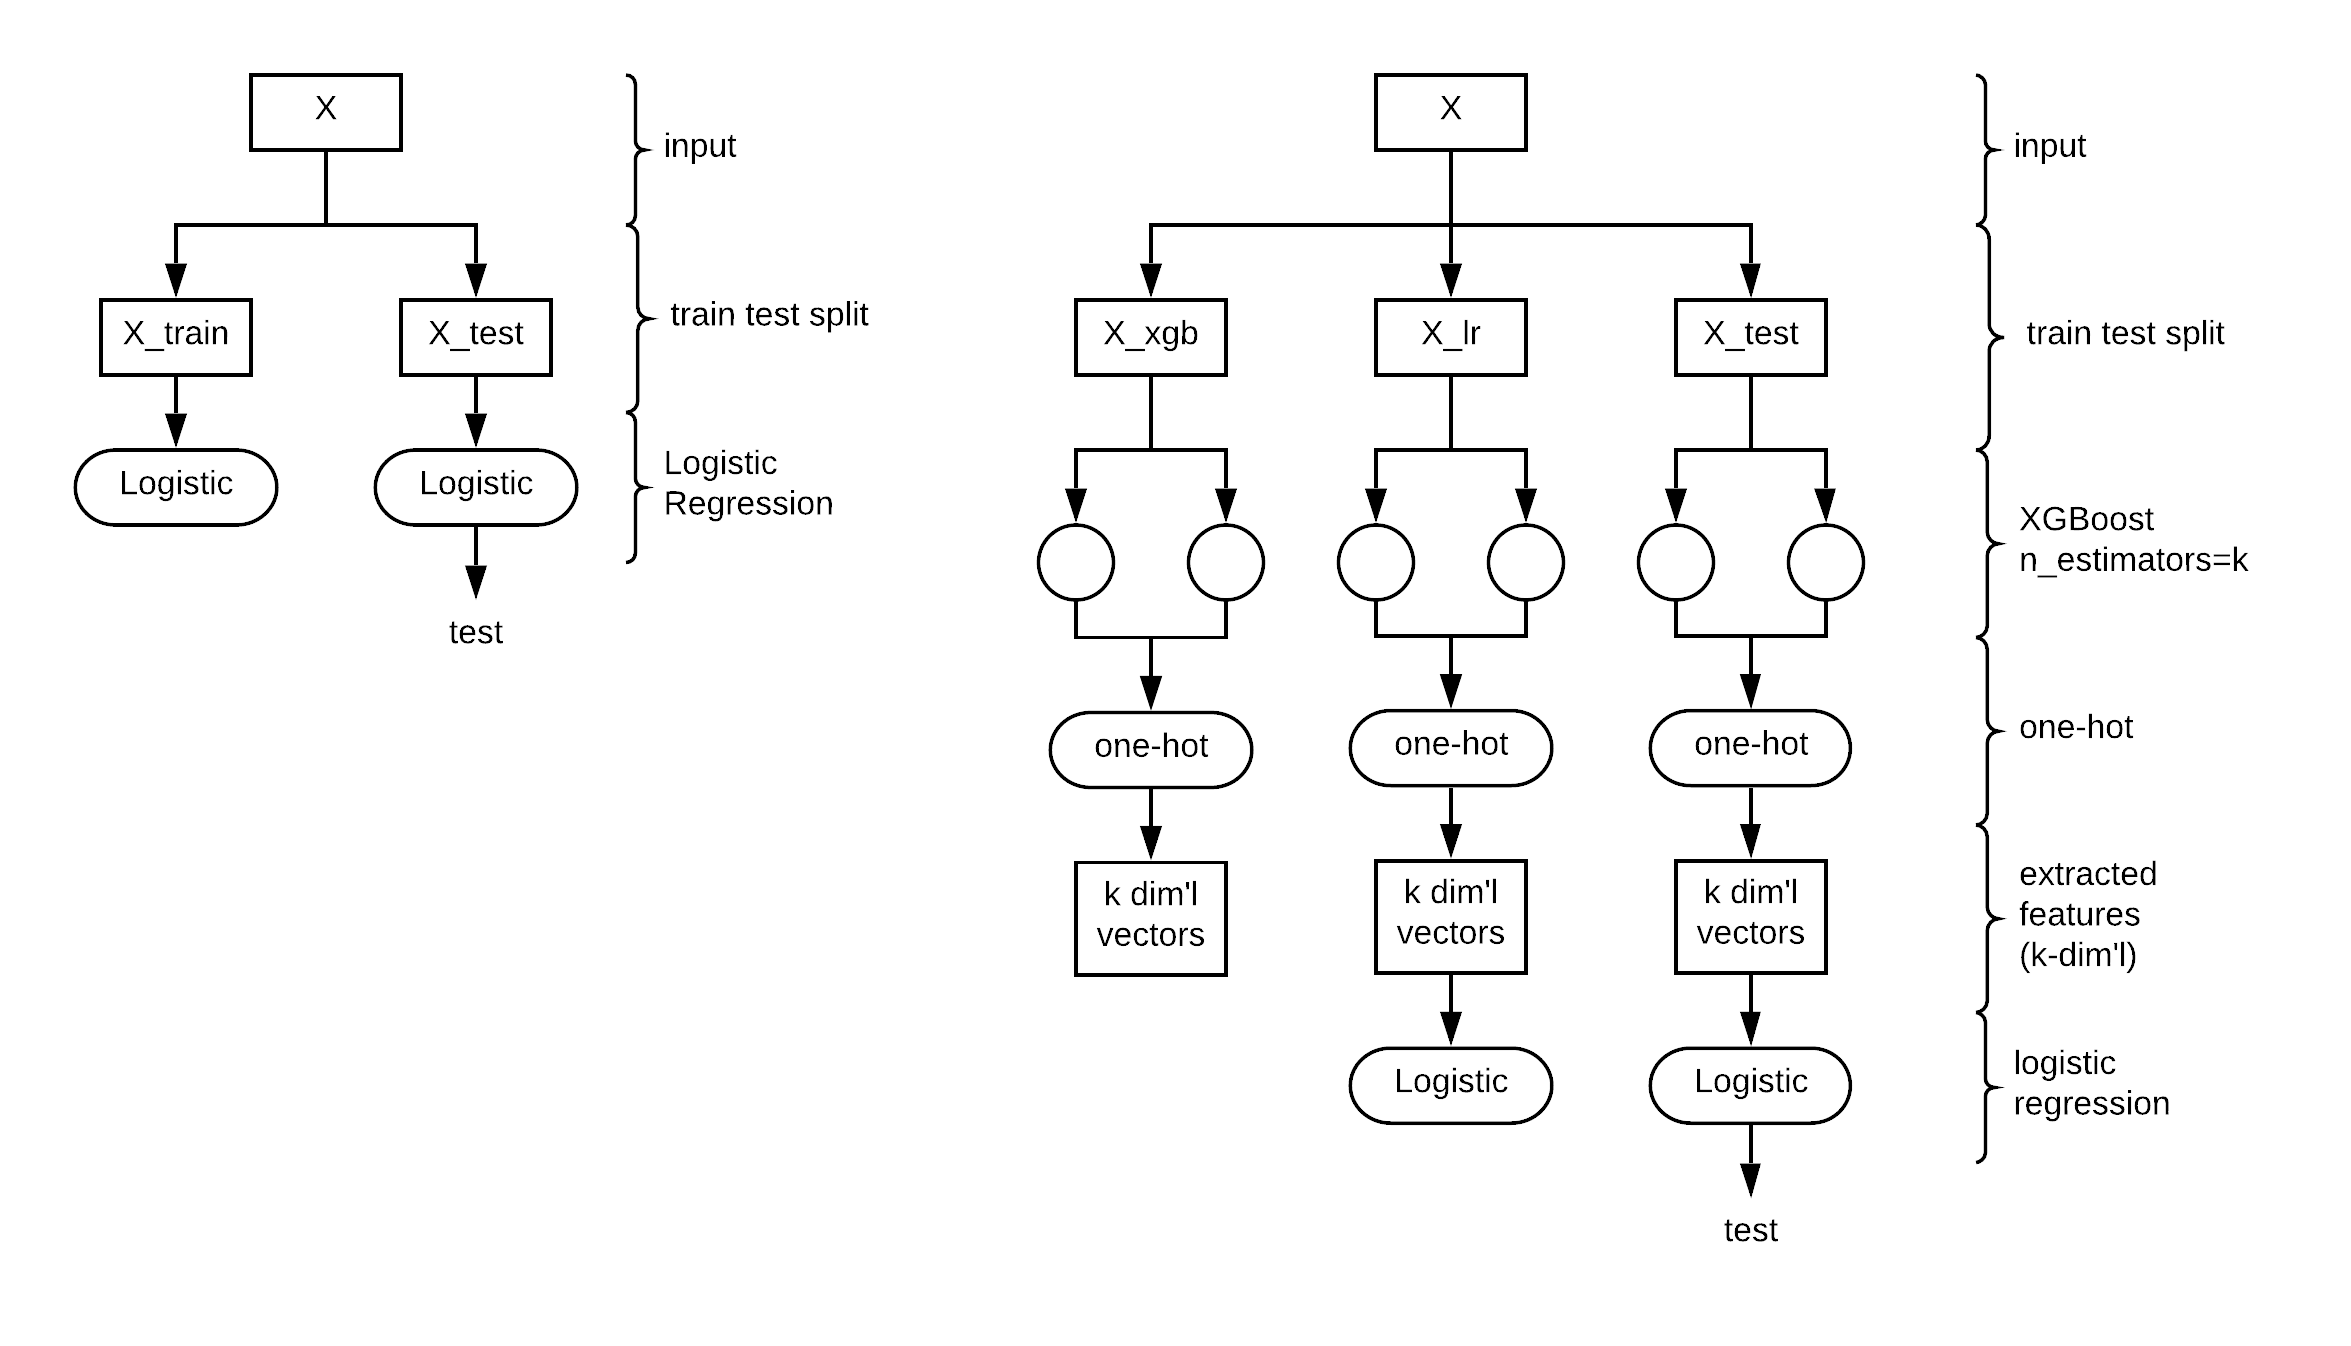 X
input
X_train
X_test
train test split
Logistic
Logistic
Logistic
Regression
test
X
input
X_xgb
X_lr
X_test
train test split
XGBoost
n_estimators=k
one-hot
one-hot
one-hot
one-hot
k dim'l
vectors
k dim'l
vectors
k dim'l
vectors
extracted
features
(k-dim'l)
Logistic
Logistic
logistic
regression
test